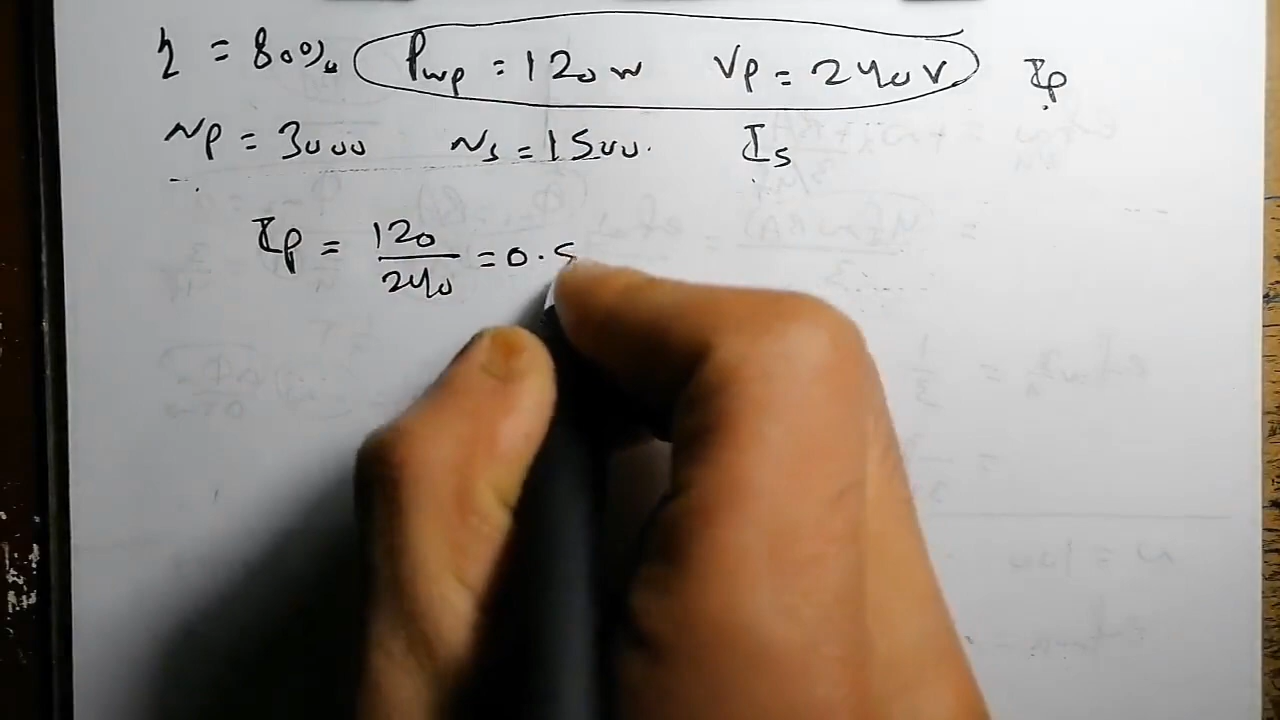 η = 80% Pwp = 120 w Vp = 240 V Ip
Np = 3000 Ns = 1500. Is
Ip = 120/240 = 0.5